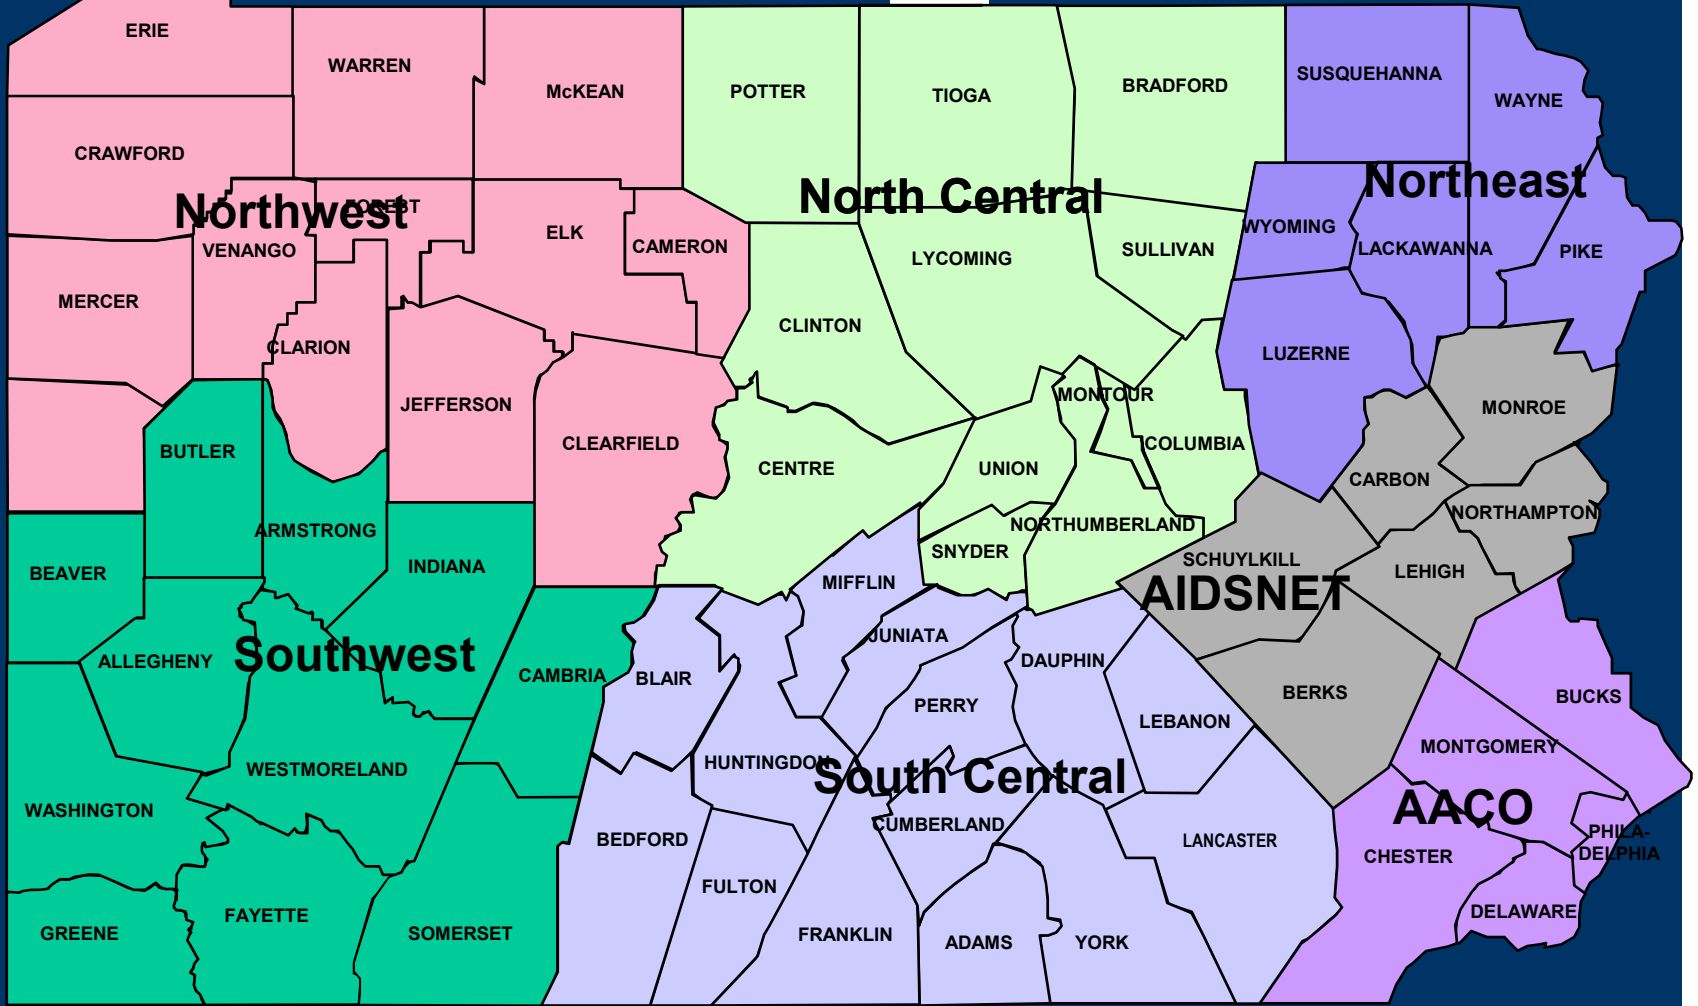 ERIE
WARREN
McKEAN
POTTER
TIOGA
BRADFORD
SUSQUEHANNA
WAYNE
CRAWFORD
Northwest
FOREST
North Central
Northeast
VENANGO
ELK
CAMERON
LYCOMING
SULLIVAN
WYOMING
LACKAWANNA
PIKE
MERCER
CLARION
CLINTON
LUZERNE
JEFFERSON
MONTOUR
MONROE
BUTLER
CLEARFIELD
CENTRE
UNION
COLUMBIA
CARBON
ARMSTRONG
NORTHUMBERLAND
NORTHAMPTON
BEAVER
INDIANA
MIFFLIN
SNYDER
SCHUYLKILL
LEHIGH
AIDSNET
ALLEGHENY
Southwest
CAMBRIA
BLAIR
JUNIATA
DAUPHIN
BERKS
BUCKS
PERRY
LEBANON
WESTMORELAND
HUNTINGDON
South Central
MONTGOMERY
WASHINGTON
BEDFORD
CUMBERLAND
LANCASTER
AACO
PHILA-
DELPHIA
CHESTER
FULTON
GREENE
FAYETTE
SOMERSET
FRANKLIN
ADAMS
YORK
DELAWARE